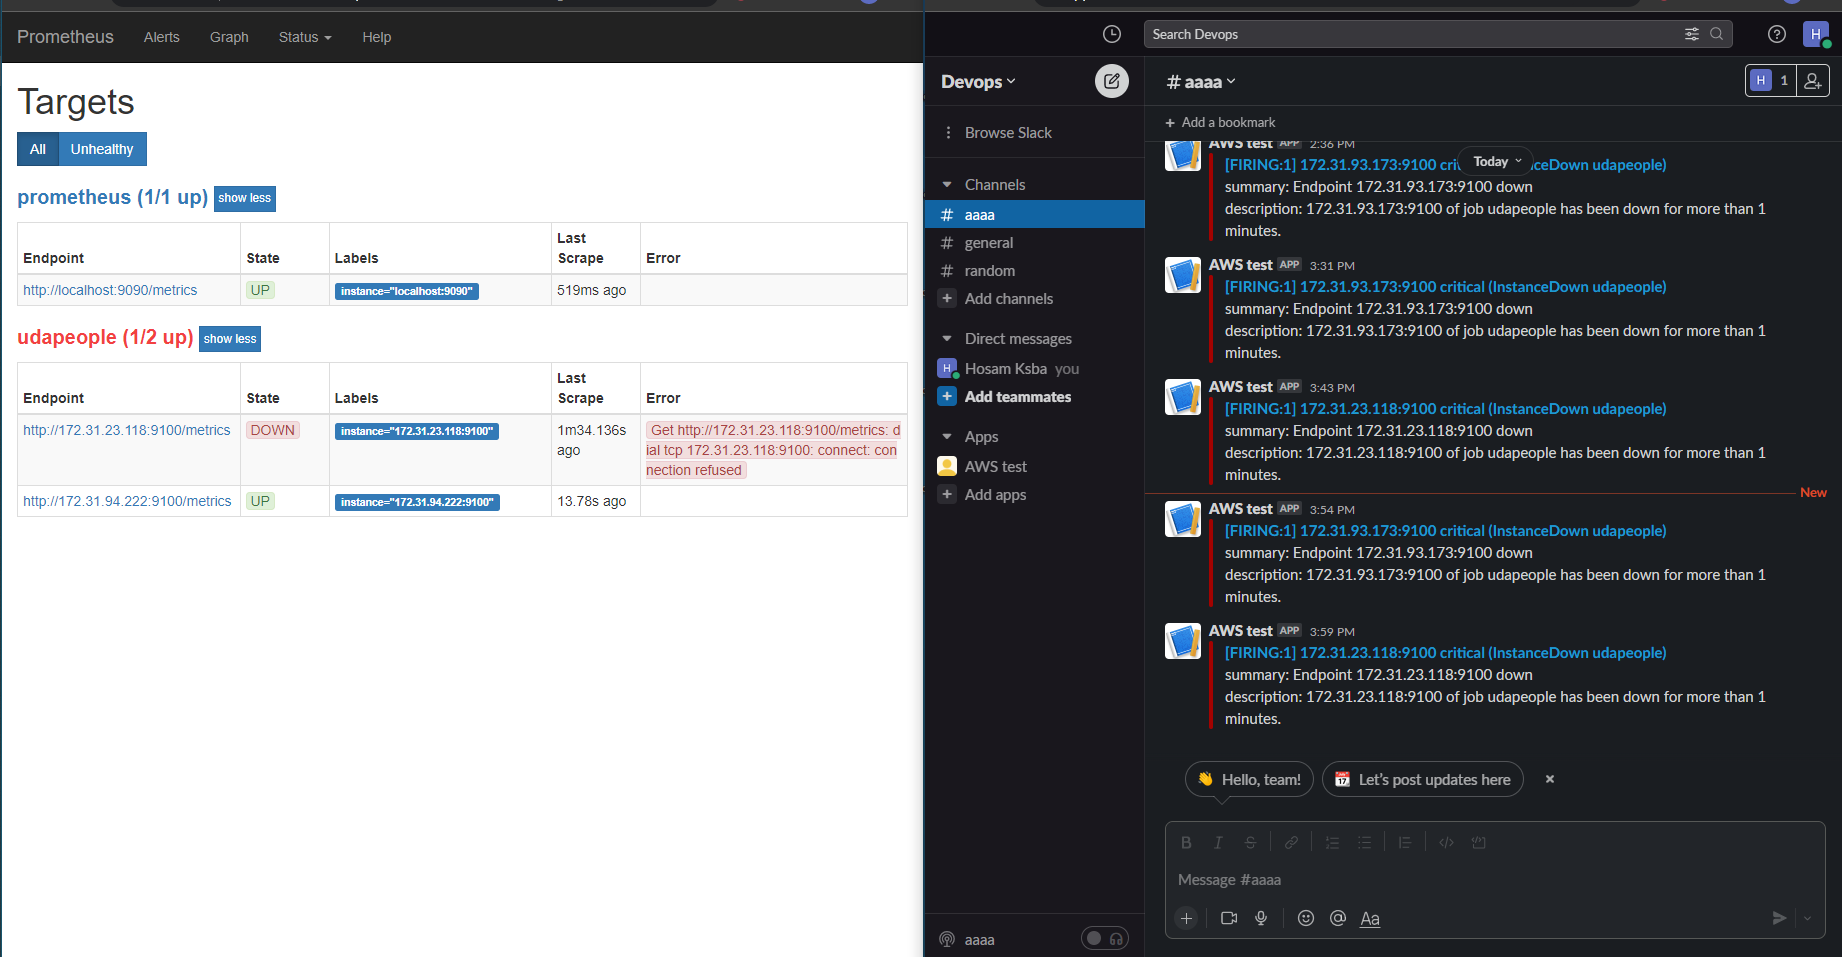 Prometheus Alerts Graph Status Help
Targets
All Unhealthy
prometheus (1/1 up) show less
Endpoint State Labels Last Scrape Error
http://localhost:9090/metrics UP instance="localhost:9090" 519ms ago
udapeople (1/2 up) show less
Endpoint State Labels Last Scrape Error
http://172.31.23.118:9100/metrics DOWN instance="172.31.23.118:9100" 1m34.136s ago Get http://172.31.23.118:9100/metrics: d
ial tcp 172.31.23.118:9100: connect: con
nection refused
http://172.31.94.222:9100/metrics UP instance="172.31.94.222:9100" 13.78s ago
Search Devops
H
Devops
Browse Slack
Channels
# aaaa
# general
# random
+ Add channels
Direct messages
H Hosam Ksba you
+ Add teammates
Apps
AWS test
+ Add apps
aaaa
# aaaa
H 1
+ Add a bookmark
Today
AWS test APP 2:36 PM
[FIRING:1] 172.31.93.173:9100 cri nceDown udapeople)
summary: Endpoint 172.31.93.173:9100 down
description: 172.31.93.173:9100 of job udapeople has been down for more than 1
minutes.
AWS test APP 3:31 PM
[FIRING:1] 172.31.93.173:9100 critical (InstanceDown udapeople)
summary: Endpoint 172.31.93.173:9100 down
description: 172.31.93.173:9100 of job udapeople has been down for more than 1
minutes.
AWS test APP 3:43 PM
[FIRING:1] 172.31.23.118:9100 critical (InstanceDown udapeople)
summary: Endpoint 172.31.23.118:9100 down
description: 172.31.23.118:9100 of job udapeople has been down for more than 1
minutes.
New
AWS test APP 3:54 PM
[FIRING:1] 172.31.93.173:9100 critical (InstanceDown udapeople)
summary: Endpoint 172.31.93.173:9100 down
description: 172.31.93.173:9100 of job udapeople has been down for more than 1
minutes.
AWS test APP 3:59 PM
[FIRING:1] 172.31.23.118:9100 critical (InstanceDown udapeople)
summary: Endpoint 172.31.23.118:9100 down
description: 172.31.23.118:9100 of job udapeople has been down for more than 1
minutes.
👋 Hello, team! 📅 Let's post updates here
Message #aaaa
Aa